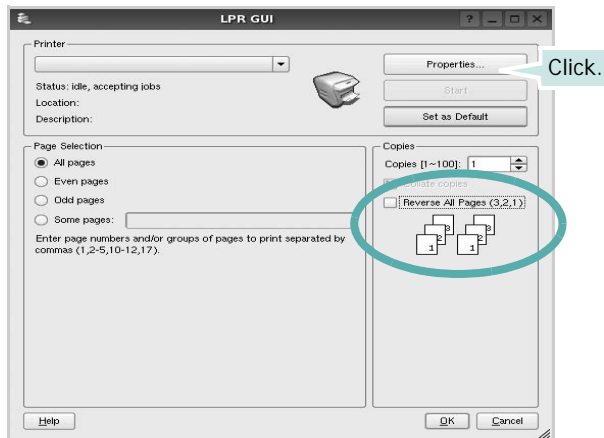 LPR GUI
Printer
Properties...
Click.
Status: idle, accepting jobs
Start
Location:
Description:
Set as Default
Page Selection
All pages
Even pages
Odd pages
Some pages:
Enter page numbers and/or groups of pages to print separated by
commas (1,2-5,10-12,17).
Copies
Copies [1~100]: 1
Collate copies
Reverse All Pages (3,2,1)
3 3
2 2
1 1
Help
OK
Cancel